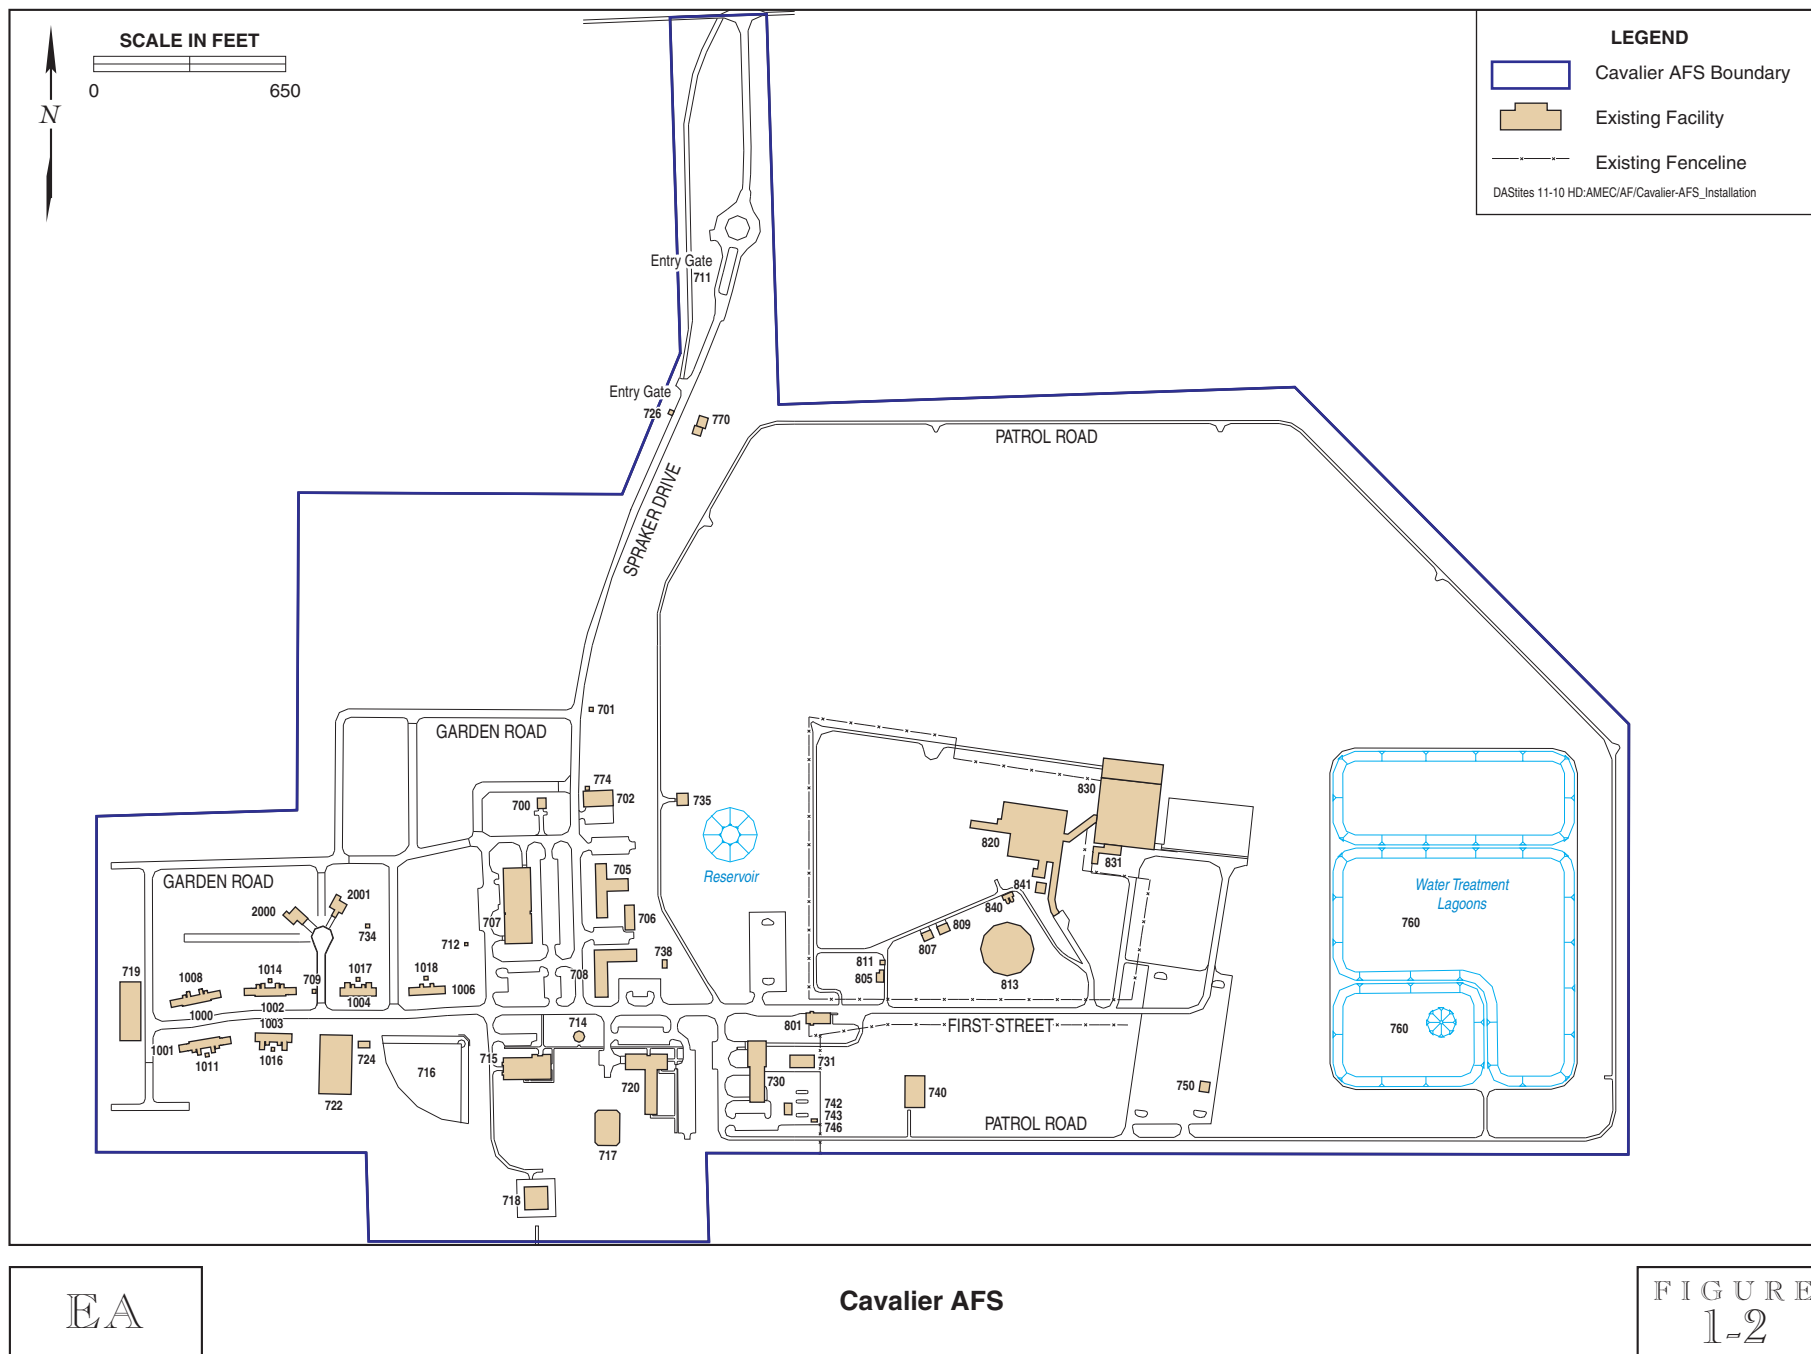 SCALE IN FEET
0 650
N
LEGEND
Cavalier AFS Boundary
Existing Facility
Existing Fenceline
DAStites 11-10 HD:AMEC/AF/Cavalier-AFS_Installation
Entry Gate
711
Entry Gate
726
770
PATROL ROAD
SPRAKER DRIVE
701
GARDEN ROAD
774
700
702
735
830
820
831
Reservoir
705
GARDEN ROAD
2001
2000
841
840
Water Treatment
Lagoons
760
706
707
734
712
809
807
738
708
811
805
813
719
1008
1014
709
1017
1018
1006
1000
1002
1004
1003
714
801
FIRST STREET
760
1001
1011
1016
724
716
715
720
731
730
722
740
750
742
743
746
PATROL ROAD
717
718
EA
Cavalier AFS
FIGURE
1-2